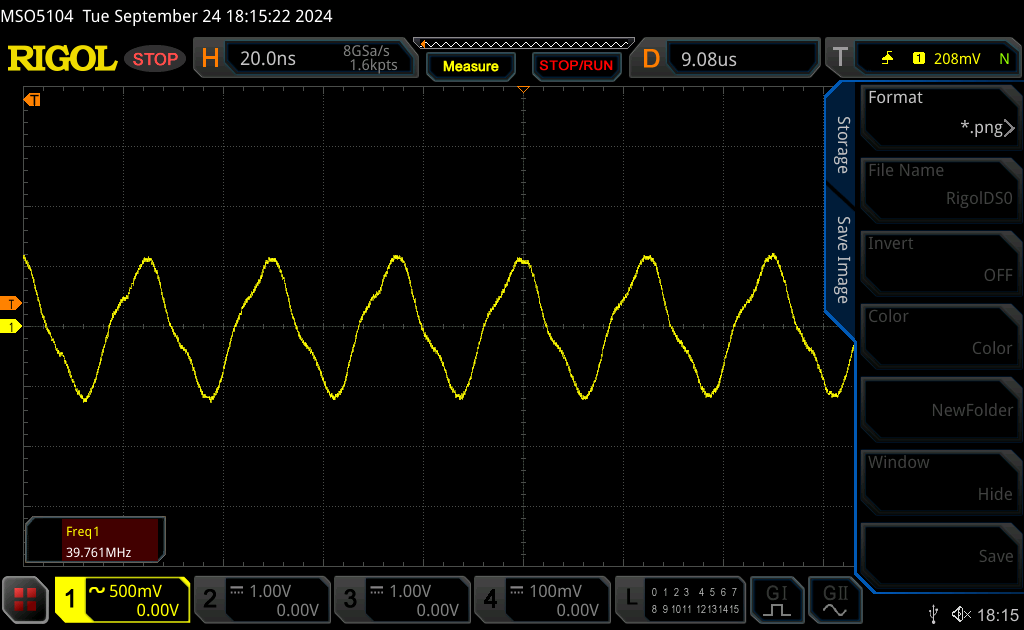 MSO5104 Tue September 24 18:15:22 2024
RIGOL STOP H 20.0ns 8GSa/s 1.6kpts Measure STOP/RUN D 9.08us T 1 208mV N
T
Storage
Save Image
Format
*.png
File Name
RigolDS0
Invert
OFF
Color
Color
NewFolder
Window
Hide
Save
T
1
Freq1
39.761MHz
1 500mV 0.00V
2 1.00V 0.00V
3 1.00V 0.00V
4 100mV 0.00V
L 0 1 2 3 4 5 6 7
8 9 10 11 12 13 14 15
GI
GII
18:15